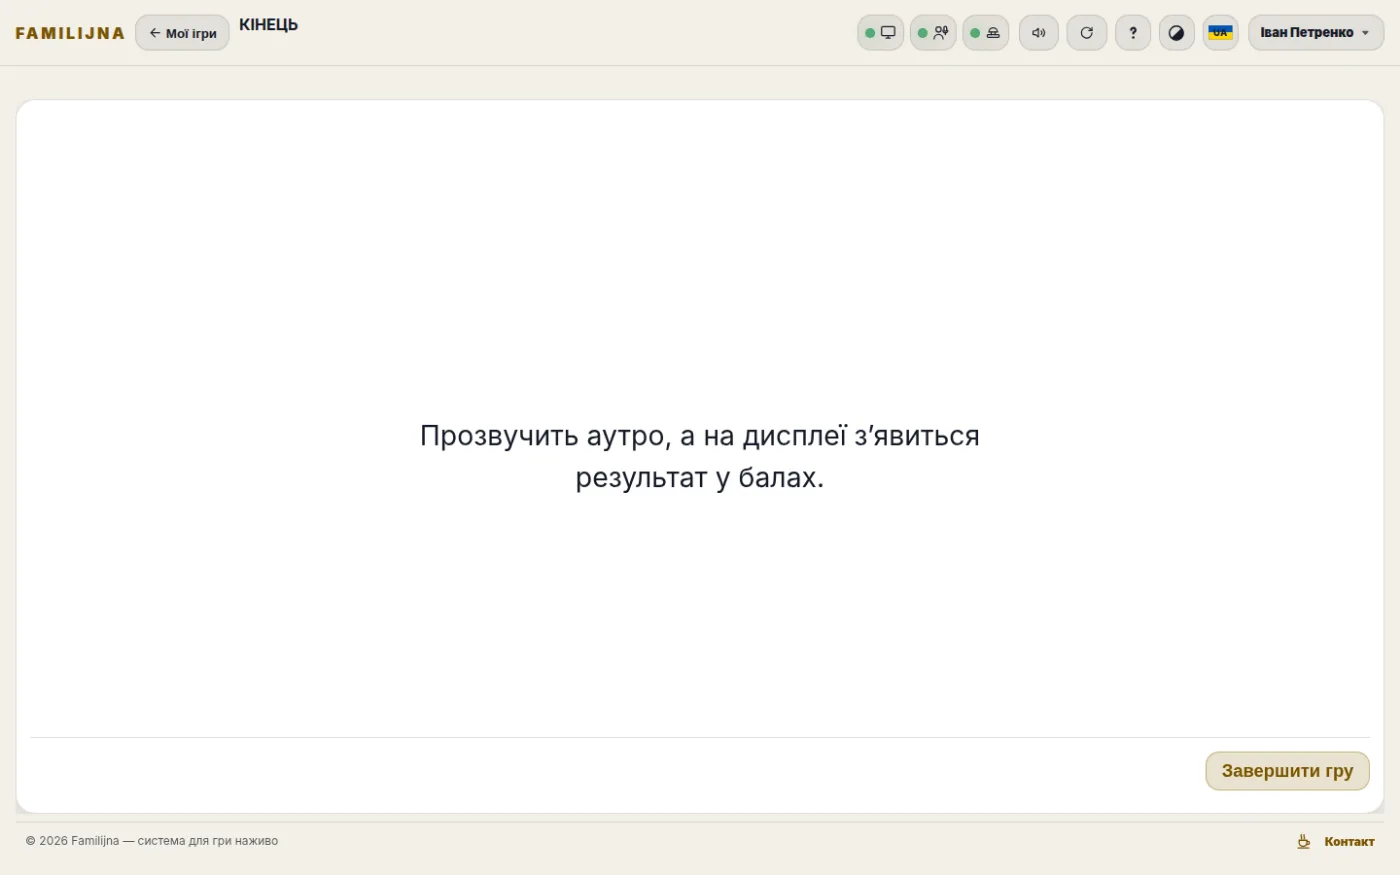 FAMILIJNA
← Мої ігри
КІНЕЦЬ
?
UA
Іван Петренко
Прозвучить аутро, а на дисплеї з’явиться
результат у балах.
Завершити гру
© 2026 Familijna — система для гри наживо
Контакт